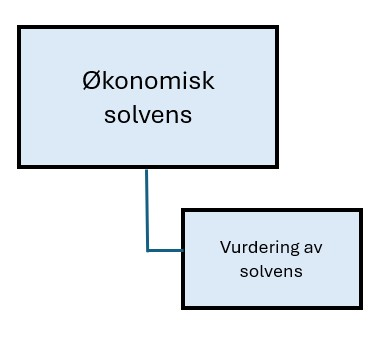 Økonomisk
solvens
Vurdering av
solvens